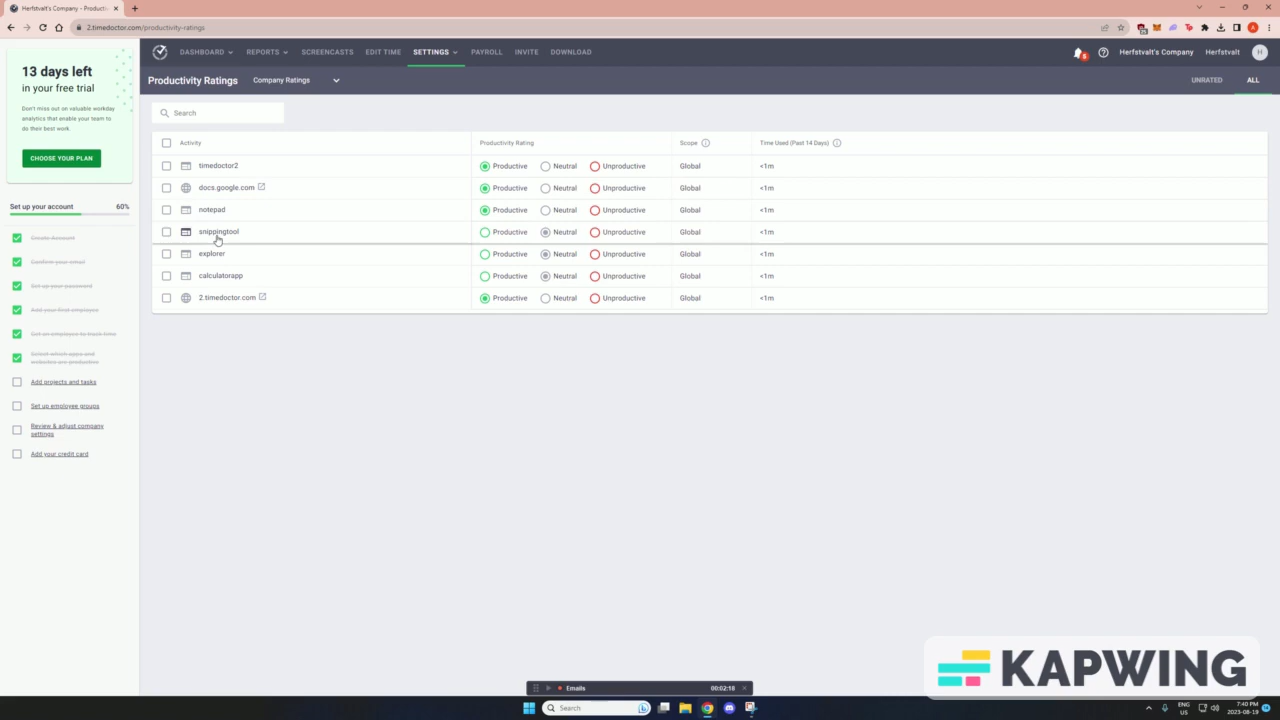 Herfstvalt's Company - Producti
2.timedoctor.com/productivity-ratings
13 days left
in your free trial
Don't miss out on valuable workday
analytics that enable your team to
do their best work.
CHOOSE YOUR PLAN
Set up your account 60%
Create Account
Confirm your email
Set up your password
Add your first employee
Get an employee to track time
Select which apps and
websites are productive
Add projects and tasks
Set up employee groups
Review & adjust company
settings
Add your credit card
DASHBOARD REPORTS SCREENCASTS EDIT TIME SETTINGS PAYROLL INVITE DOWNLOAD
6 Herfstvalt's Company Herfstvalt H
Productivity Ratings Company Ratings UNRATED ALL
Search
Activity Productivity Rating Scope Time Used (Past 14 Days)
timedoctor2 Productive Neutral Unproductive Global <1m
docs.google.com Productive Neutral Unproductive Global <1m
notepad Productive Neutral Unproductive Global <1m
snippingtool Productive Neutral Unproductive Global <1m
explorer Productive Neutral Unproductive Global <1m
calculatorapp Productive Neutral Unproductive Global <1m
2.timedoctor.com Productive Neutral Unproductive Global <1m
KAPWING
Emails 00:02:18
Search
ENG
US
7:40 PM
2023-08-19